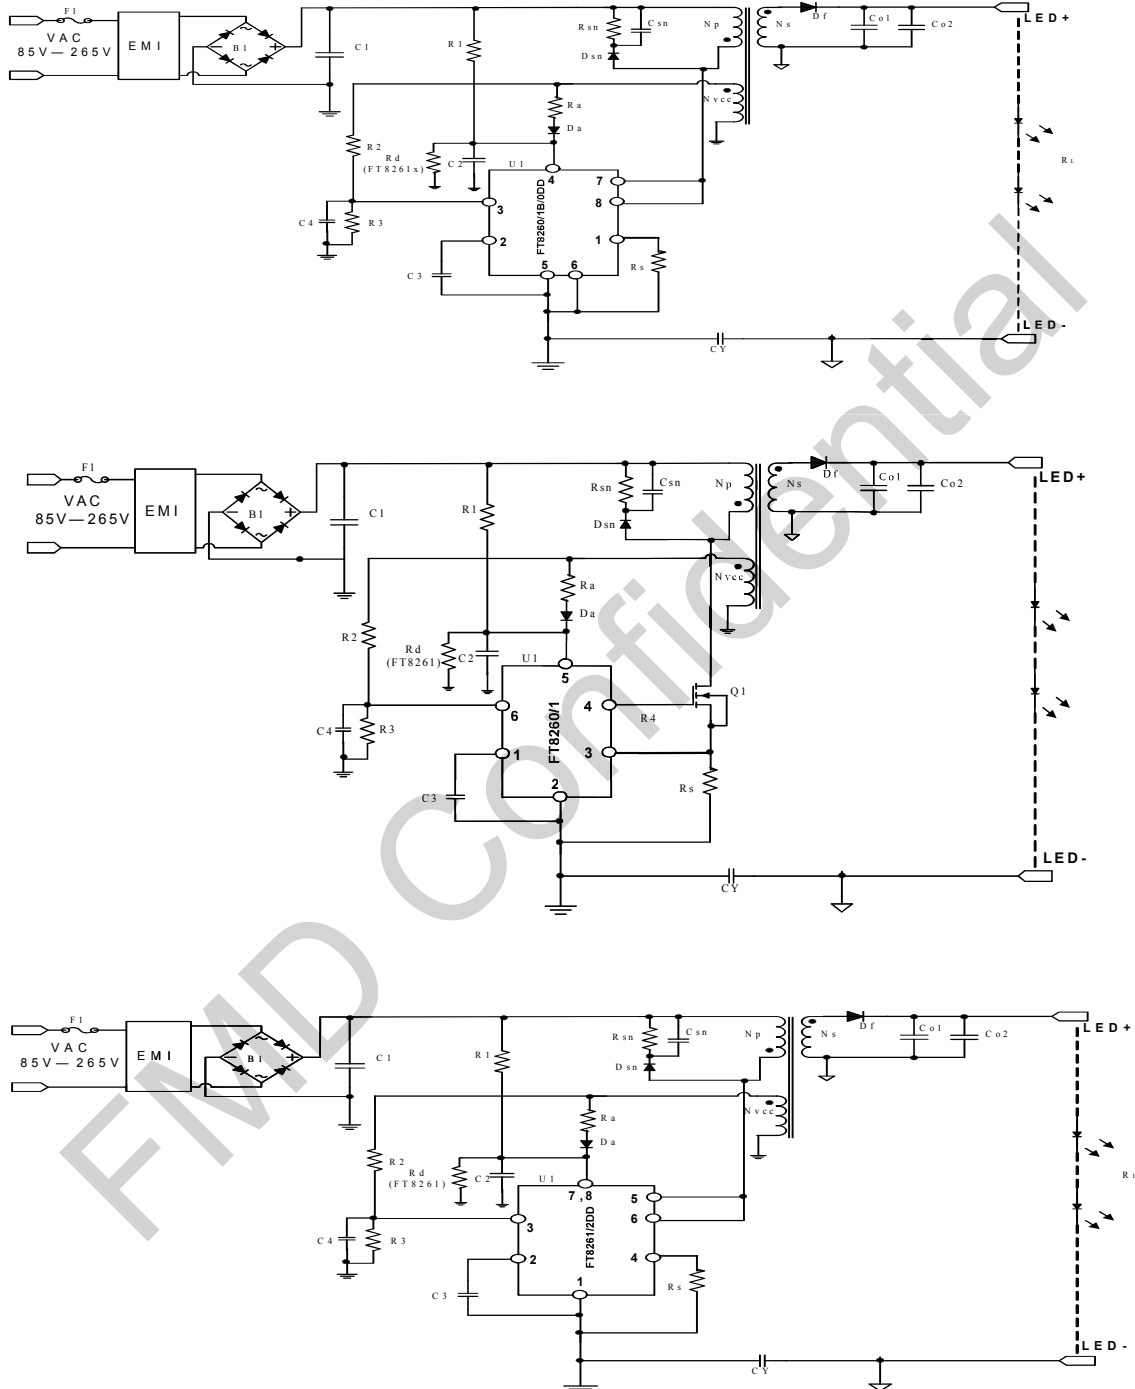 F1
VAC
85V—265V
EMI
B1
C1
R1
Rsn
Csn
Dsn
Np
Ns
Df
Co1
Co2
LED+
Nvcc
Ra
Da
R2
Rd
(FT8261x)
C2
U1
4
7
8
3
2
1
5
6
FT8260/1B/0DD
C4
R3
C3
Rs
RL
CY
LED-
F1
VAC
85V—265V
EMI
B1
C1
R1
Rsn
Csn
Dsn
Np
Ns
Df
Co1
Co2
LED+
Nvcc
Ra
Da
R2
Rd
(FT8261)
C2
U1
5
6
4
1
3
2
FT8260/1
R4
Q1
C4
R3
C3
Rs
CY
LED-
F1
VAC
85V—265V
EMI
B1
C1
R1
Rsn
Csn
Dsn
Np
Ns
Df
Co1
Co2
LED+
Nvcc
Ra
Da
R2
Rd
(FT8261)
C2
U1
7,8
5
6
3
2
4
1
FT8261/2DD
C4
R3
C3
Rs
CY
LED-
FMD Confidential